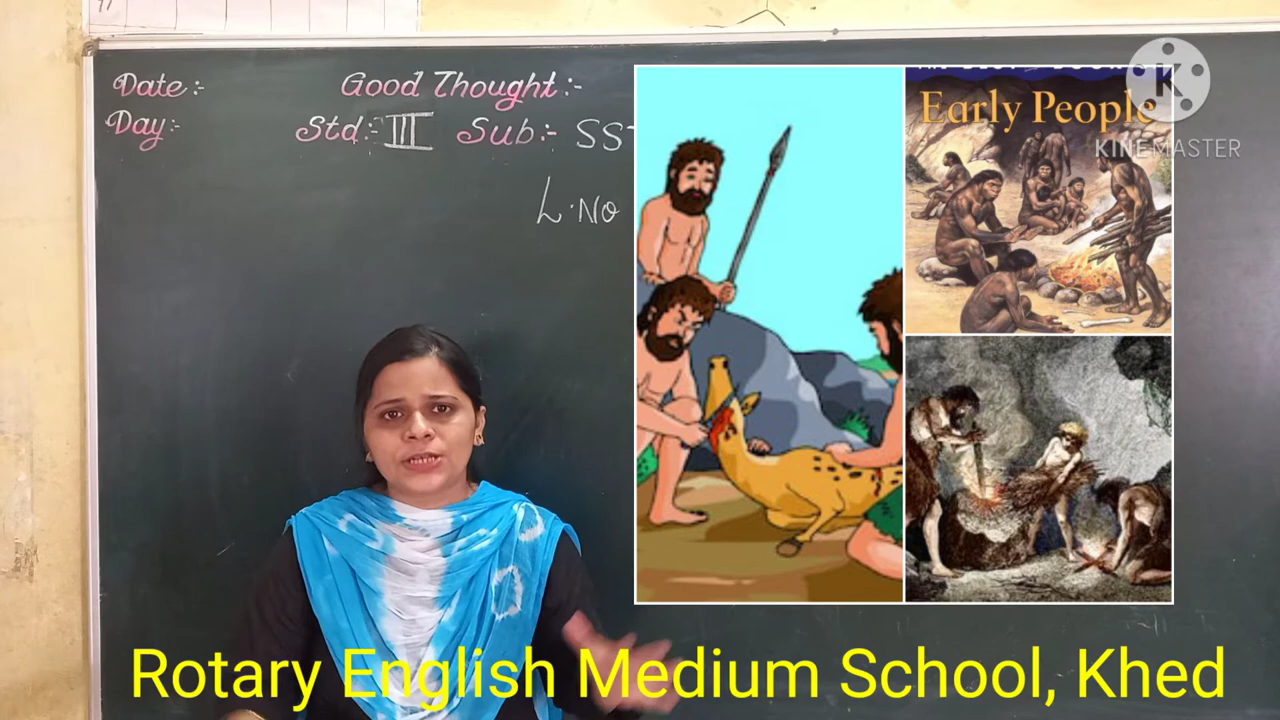 Date:-
Good Thought:-
Day:-
Std:- III Sub:- SS
L.No
Early People
K
KINEMASTER
Rotary English Medium School, Khed